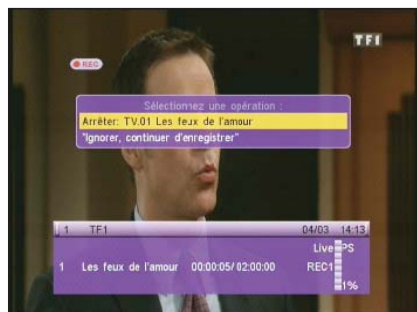 TF1
REC
Sélectionnez une opération :
Arrêter: TV.01 Les feux de l'amour
"Ignorer, continuer d'enregistrer"
1 TF1 04/03 14:13
Live PS
1 Les feux de l'amour 00:00:05/ 02:00:00 REC1
1%